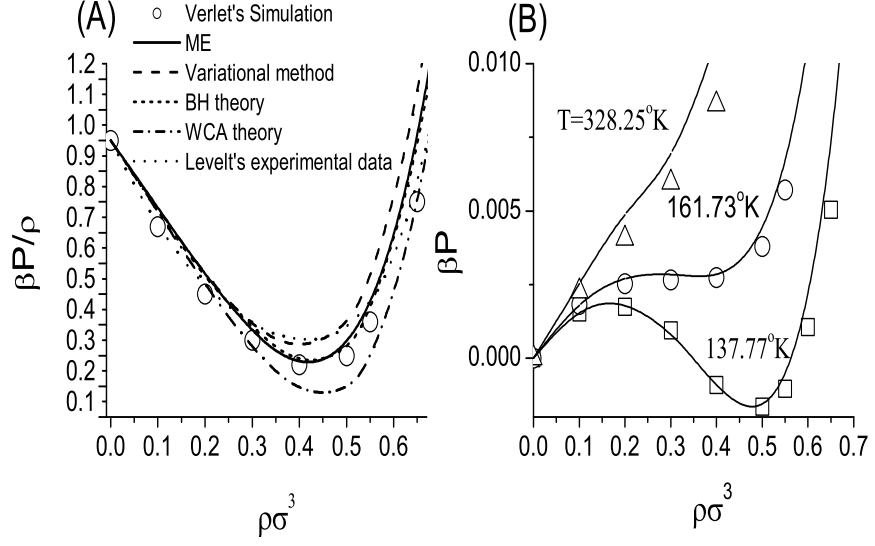 (A)
Verlet's Simulation
ME
Variational method
BH theory
WCA theory
Levelt's experimental data
1.2
1.1
1.0
0.9
0.8
0.7
0.6
0.5
0.4
0.3
0.2
0.1
βP/ρ
0.0 0.1 0.2 0.3 0.4 0.5 0.6
ρσ³
(B)
0.010
0.005
0.000
βP
T=328.25°K
161.73°K
137.77°K
0.0 0.1 0.2 0.3 0.4 0.5 0.6 0.7
ρσ³